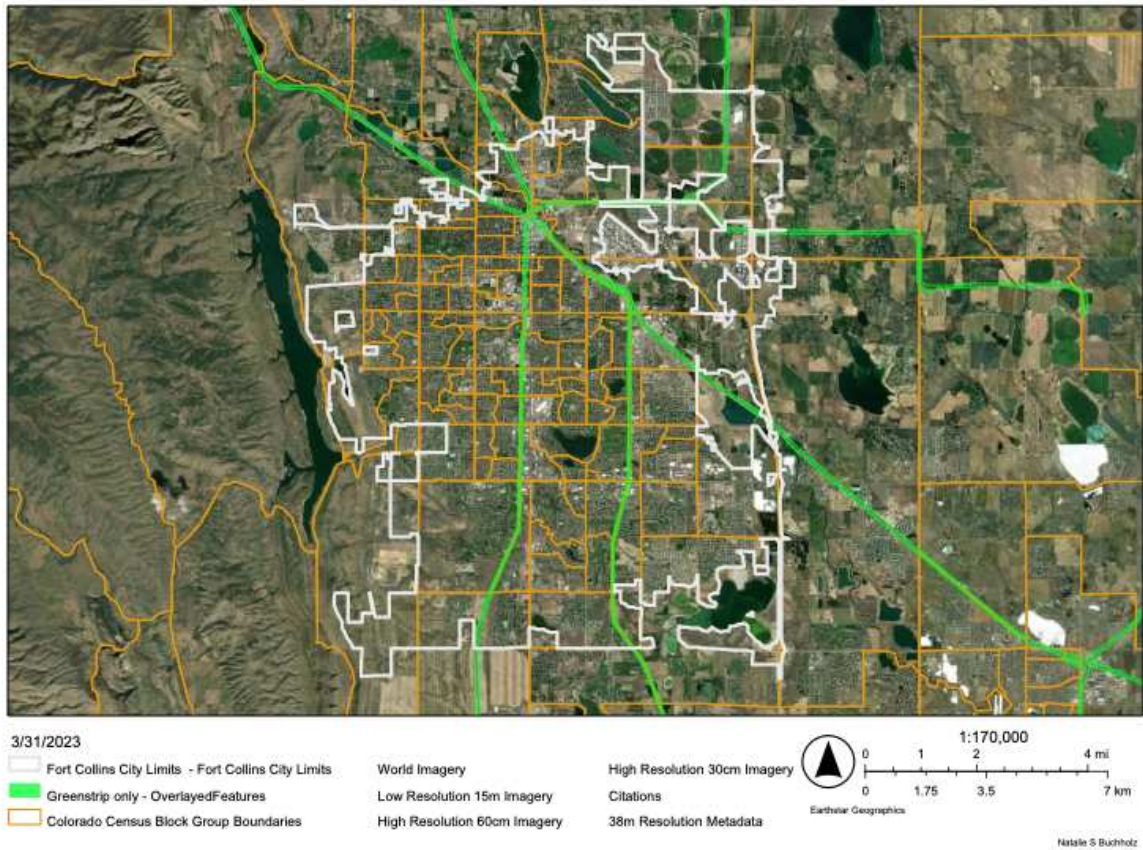 3/31/2023
Fort Collins City Limits - Fort Collins City Limits
Greenstrip only - OverlayedFeatures
Colorado Census Block Group Boundaries
World Imagery
Low Resolution 15m Imagery
High Resolution 60cm Imagery
High Resolution 30cm Imagery
Citations
38m Resolution Metadata
Earthstar Geographics
1:170,000
0 1 2 4 mi
0 1.75 3.5 7 km
Natalie S Buchholz